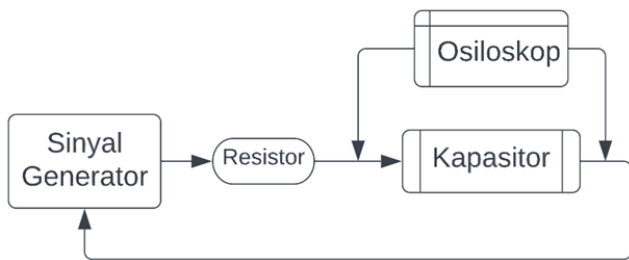 Osiloskop
Sinyal
Generator
Resistor
Kapasitor